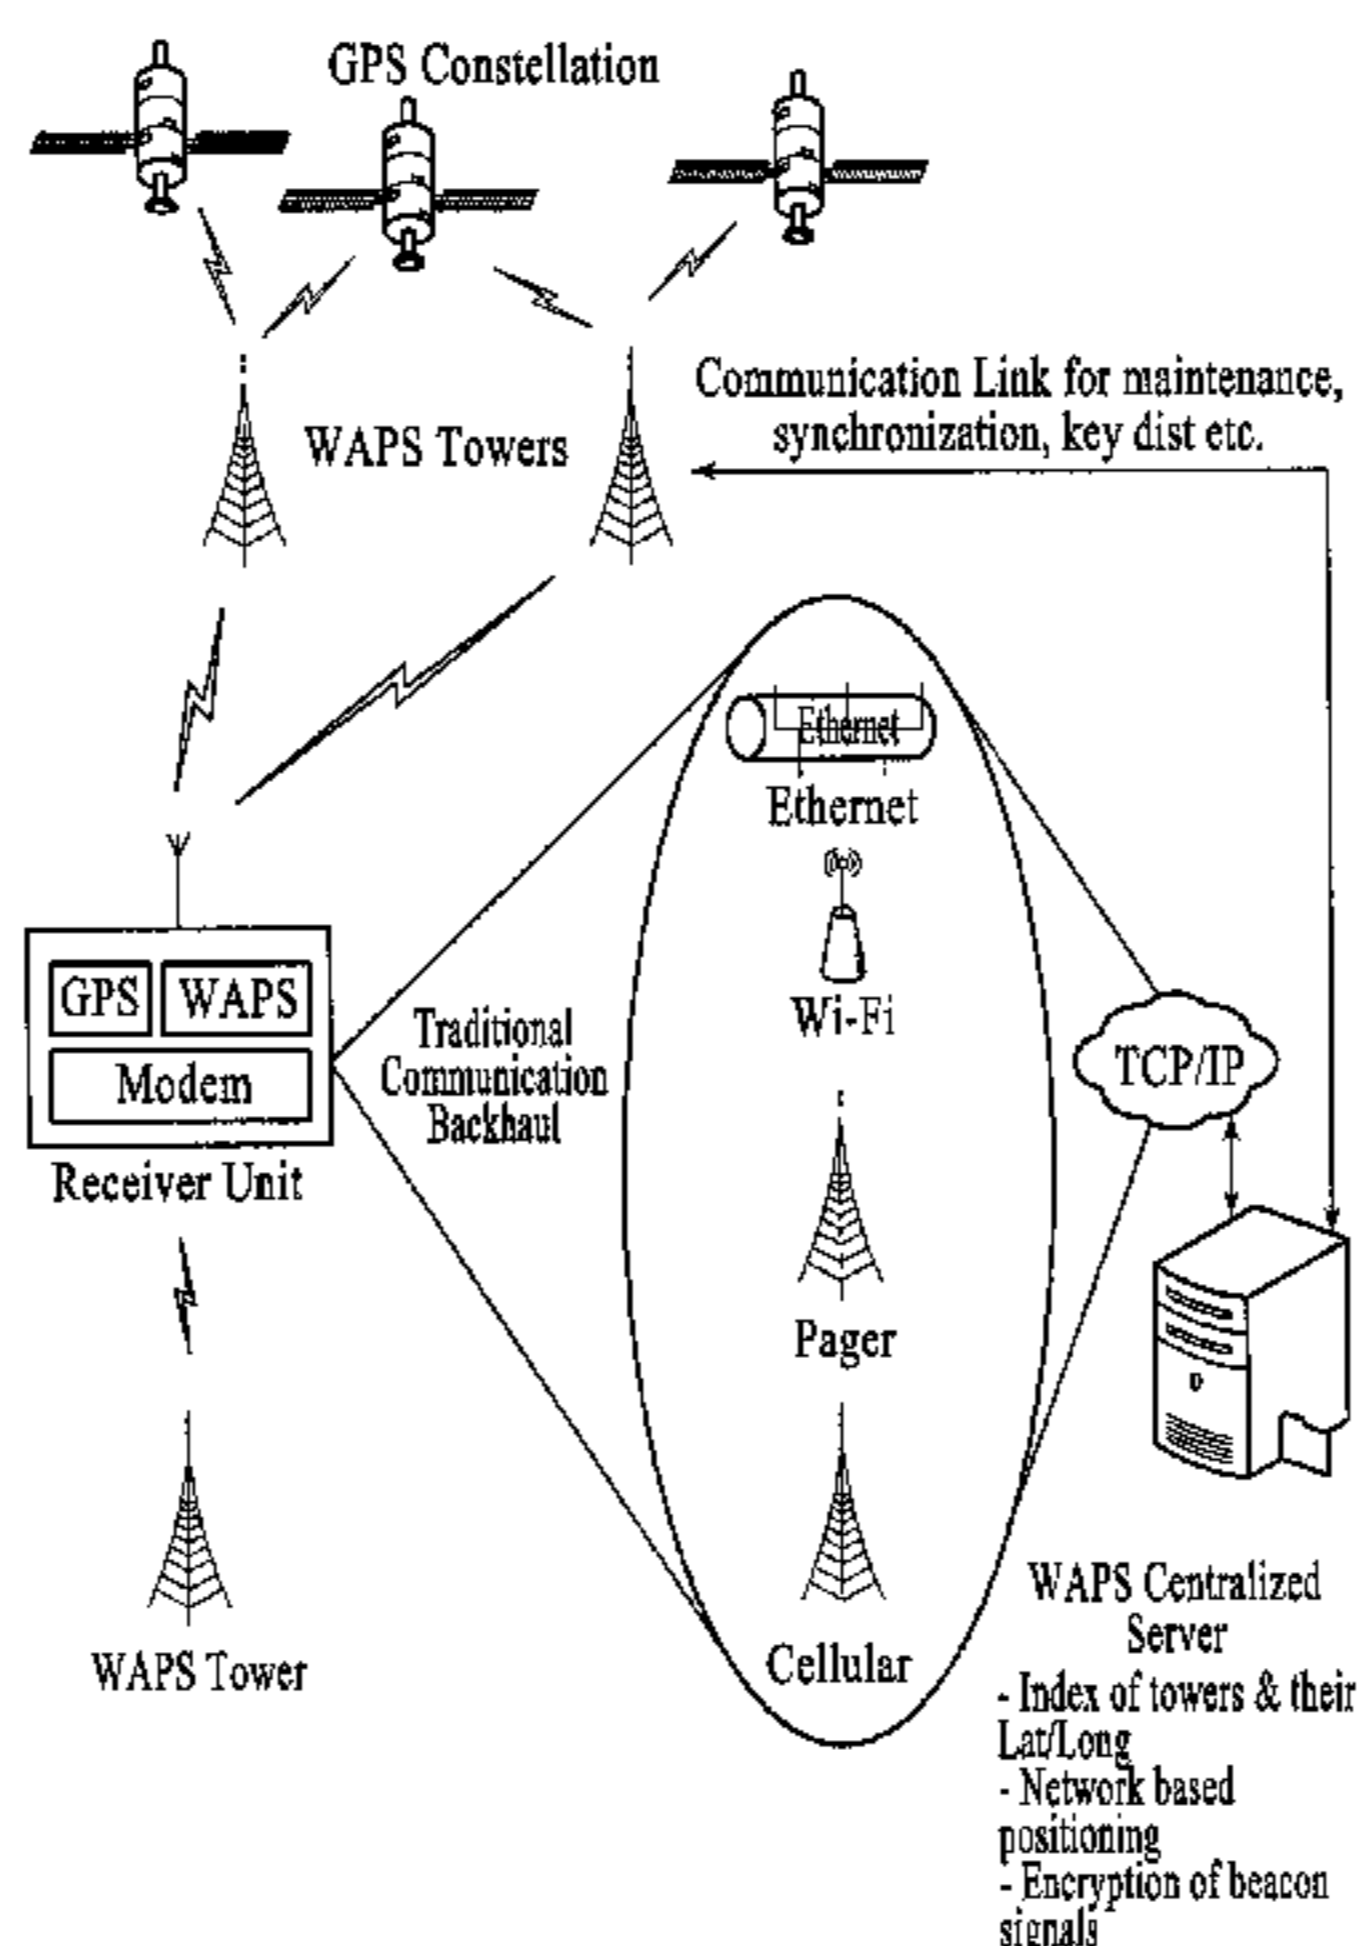 GPS Constellation
WAPS Towers
Communication Link for maintenance,
synchronization, key dist etc.
Ethernet
Ethernet
Wi-Fi
GPS
WAPS
Modem
Receiver Unit
Traditional
Communication
Backhaul
TCP/IP
Pager
Cellular
WAPS Tower
WAPS Centralized
Server
- Index of towers & their
Lat/Long
- Network based
positioning
- Encryption of beacon
signals